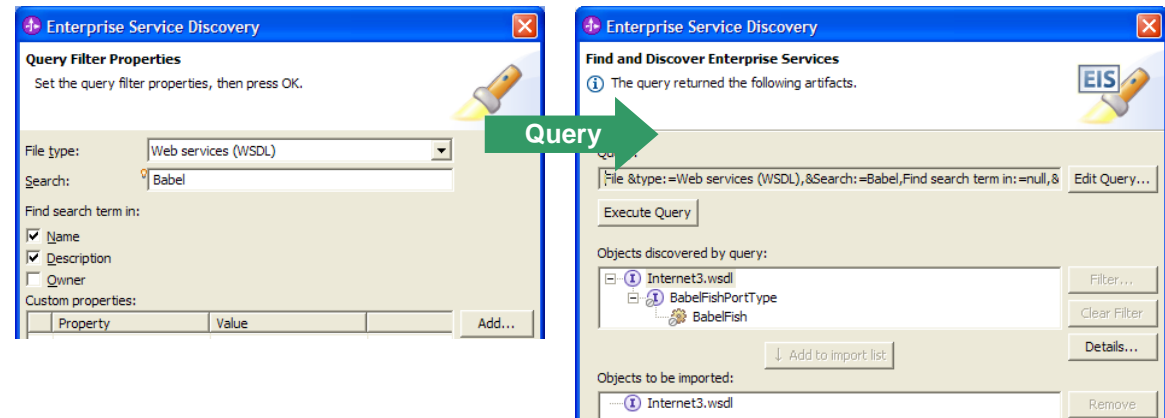 Enterprise Service Discovery
Query Filter Properties
Set the query filter properties, then press OK.
File type: Web services (WSDL)
Search: Babel
Find search term in:
Name
Description
Owner
Custom properties:
Property Value Add...
Query
Enterprise Service Discovery
Find and Discover Enterprise Services
The query returned the following artifacts.
EIS
File &type:=Web services (WSDL),&Search:=Babel,Find search term in:=null,& Edit Query...
Execute Query
Objects discovered by query:
Internet3.wsdl Filter...
BabelFishPortType
BabelFish Clear Filter
Details...
↓ Add to import list
Objects to be imported:
Internet3.wsdl Remove